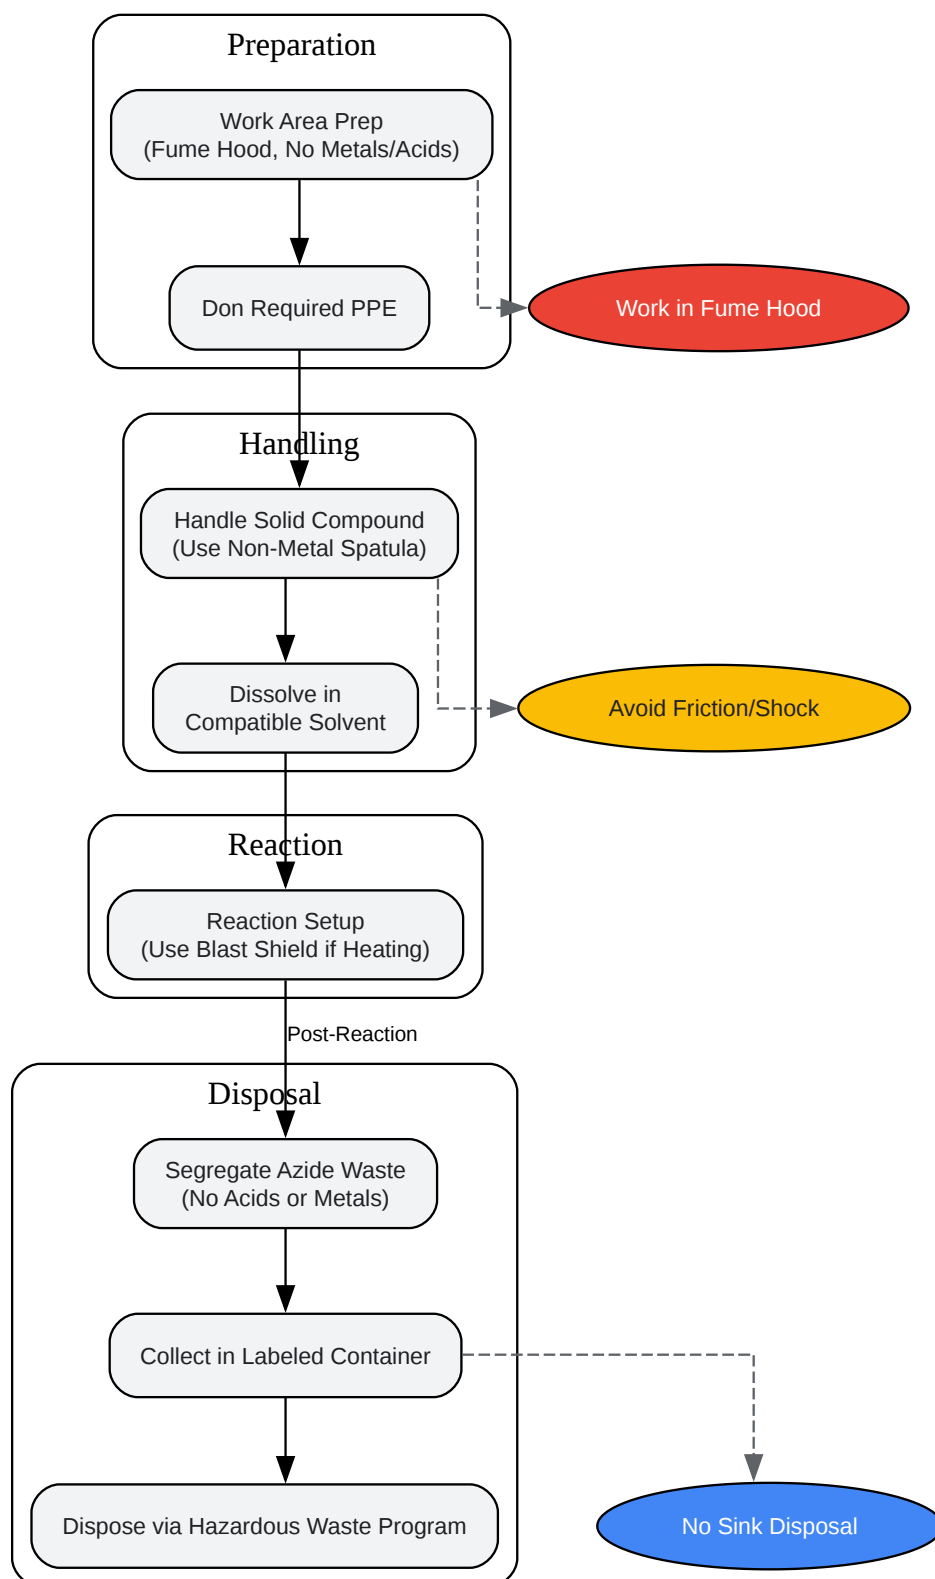 Preparation
Work Area Prep
(Fume Hood, No Metals/Acids)
Don Required PPE
Work in Fume Hood
Handling
Handle Solid Compound
(Use Non-Metal Spatula)
Dissolve in
Compatible Solvent
Avoid Friction/Shock
Reaction
Reaction Setup
(Use Blast Shield if Heating)
Post-Reaction
Disposal
Segregate Azide Waste
(No Acids or Metals)
Collect in Labeled Container
Dispose via Hazardous Waste Program
No Sink Disposal